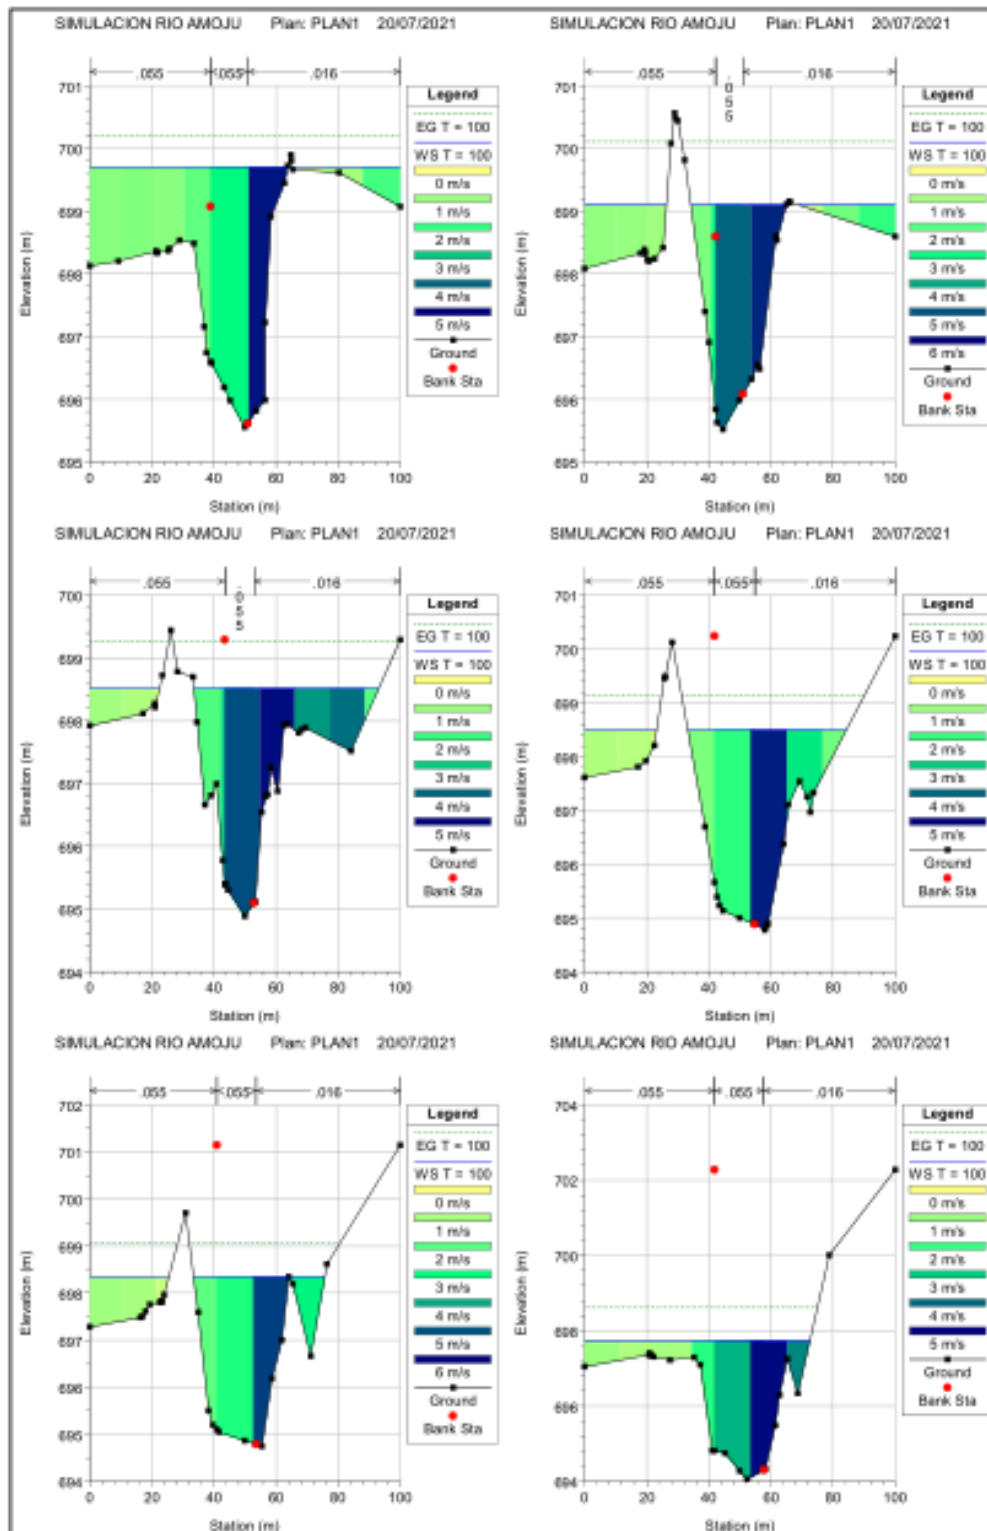 SIMULACION RIO AMOJU Plan: PLAN1 20/07/2021
.055 .055 .016
Legend
EG T = 100
WS T = 100
0 m/s
1 m/s
2 m/s
3 m/s
4 m/s
5 m/s
Ground
Bank Sta
701
700
699
698
697
696
695
Elevation (m)
0 20 40 60 80 100
Station (m)
SIMULACION RIO AMOJU Plan: PLAN1 20/07/2021
.055 .055 .016
Legend
EG T = 100
WS T = 100
0 m/s
1 m/s
2 m/s
3 m/s
4 m/s
5 m/s
6 m/s
Ground
Bank Sta
701
700
699
698
697
696
695
Elevation (m)
0 20 40 60 80 100
Station (m)
SIMULACION RIO AMOJU Plan: PLAN1 20/07/2021
.055 .055 .016
Legend
EG T = 100
WS T = 100
0 m/s
1 m/s
2 m/s
3 m/s
4 m/s
5 m/s
Ground
Bank Sta
700
699
698
697
696
695
694
Elevation (m)
0 20 40 60 80 100
Station (m)
SIMULACION RIO AMOJU Plan: PLAN1 20/07/2021
.055 .055 .016
Legend
EG T = 100
WS T = 100
0 m/s
1 m/s
2 m/s
3 m/s
4 m/s
5 m/s
Ground
Bank Sta
701
700
699
698
697
696
695
694
Elevation (m)
0 20 40 60 80 100
Station (m)
SIMULACION RIO AMOJU Plan: PLAN1 20/07/2021
.055 .055 .016
Legend
EG T = 100
WS T = 100
0 m/s
1 m/s
2 m/s
3 m/s
4 m/s
5 m/s
6 m/s
Ground
Bank Sta
702
701
700
699
698
697
696
695
694
Elevation (m)
0 20 40 60 80 100
Station (m)
SIMULACION RIO AMOJU Plan: PLAN1 20/07/2021
.055 .055 .016
Legend
EG T = 100
WS T = 100
0 m/s
1 m/s
2 m/s
3 m/s
4 m/s
5 m/s
Ground
Bank Sta
704
702
700
698
696
694
Elevation (m)
0 20 40 60 80 100
Station (m)